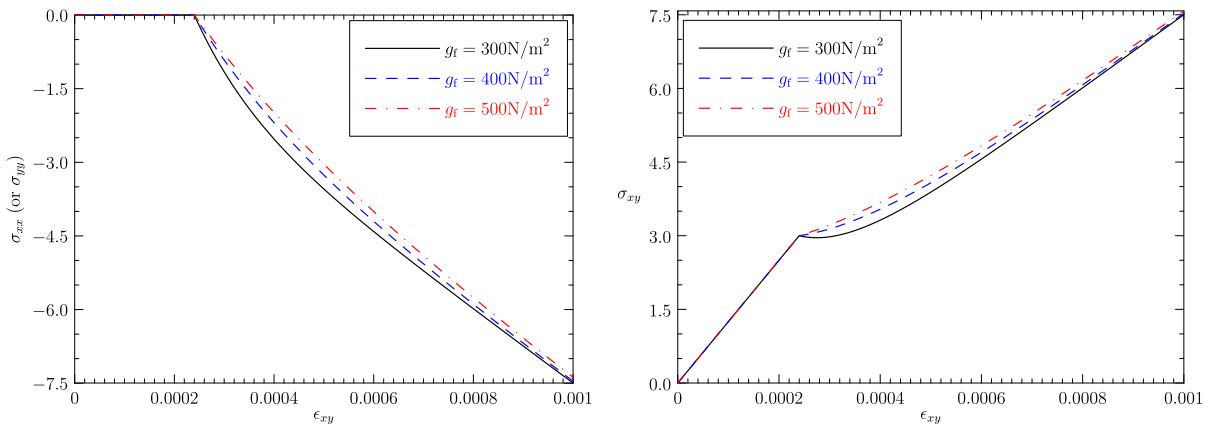 0.0
−1.5
−3.0
−4.5
−6.0
−7.5
σxx (or σyy)
0
0.0002
0.0004
0.0006
0.0008
0.001
ϵxy
gf = 300N/m²
gf = 400N/m²
gf = 500N/m²
7.5
6.0
4.5
3.0
1.5
0.0
σxy
0
0.0002
0.0004
0.0006
0.0008
0.001
ϵxy
gf = 300N/m²
gf = 400N/m²
gf = 500N/m²